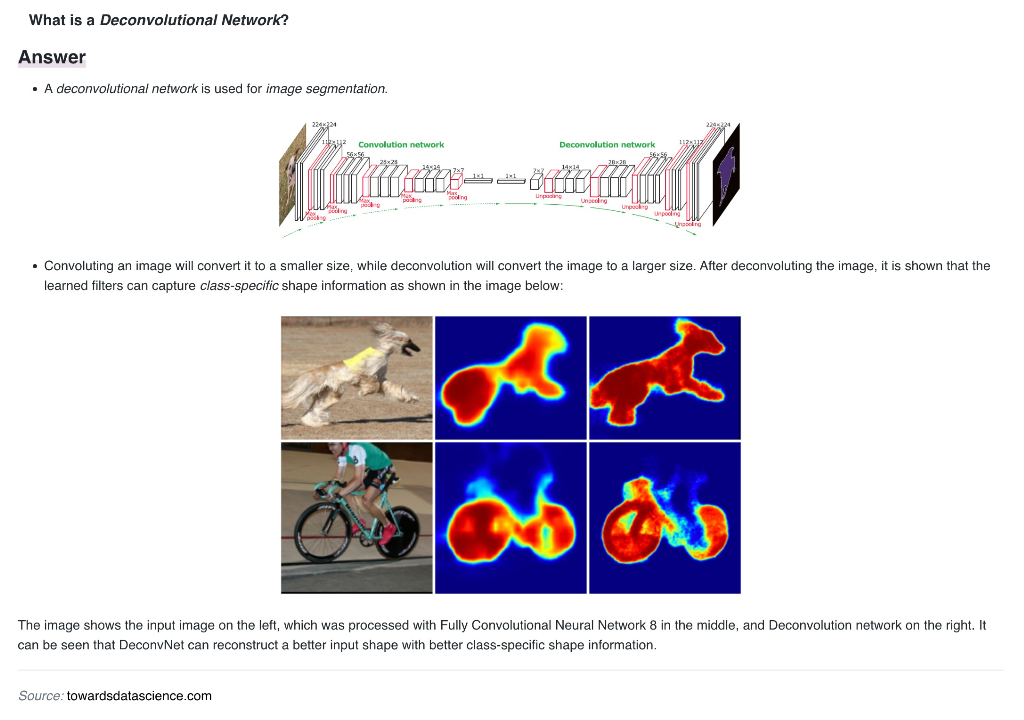 What is a Deconvolutional Network?
Answer
A deconvolutional network is used for image segmentation.
224×224
112×112
56×56
28×28
14×14
7×7
1×1
Convolution network
Max pooling
Max pooling
Max pooling
Max pooling
Max pooling
Deconvolution network
1×1
7×7
14×14
28×28
56×56
112×112
224×224
Unpooling
Unpooling
Unpooling
Unpooling
Unpooling
Convoluting an image will convert it to a smaller size, while deconvolution will convert the image to a larger size. After deconvoluting the image, it is shown that the
learned filters can capture class-specific shape information as shown in the image below:
The image shows the input image on the left, which was processed with Fully Convolutional Neural Network 8 in the middle, and Deconvolution network on the right. It
can be seen that DeconvNet can reconstruct a better input shape with better class-specific shape information.
Source: towardsdatascience.com